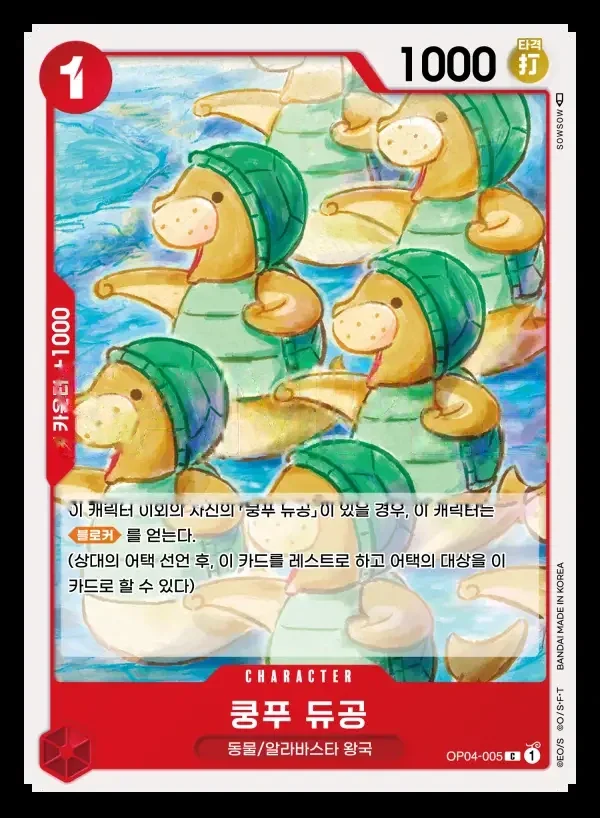 1
1000
타격
打
SOWSOW
카운터 +1000
이 캐릭터 이외의 자신의 「쿵푸 듀공」이 있을 경우, 이 캐릭터는
블로커 를 얻는다.
(상대의 어택 선언 후, 이 카드를 레스트로 하고 어택의 대상을 이
카드로 할 수 있다)
BANDAI MADE IN KOREA
©EO/S ©O/S·F·T
CHARACTER
쿵푸 듀공
동물/알라바스타 왕국
OP04-005 C 1